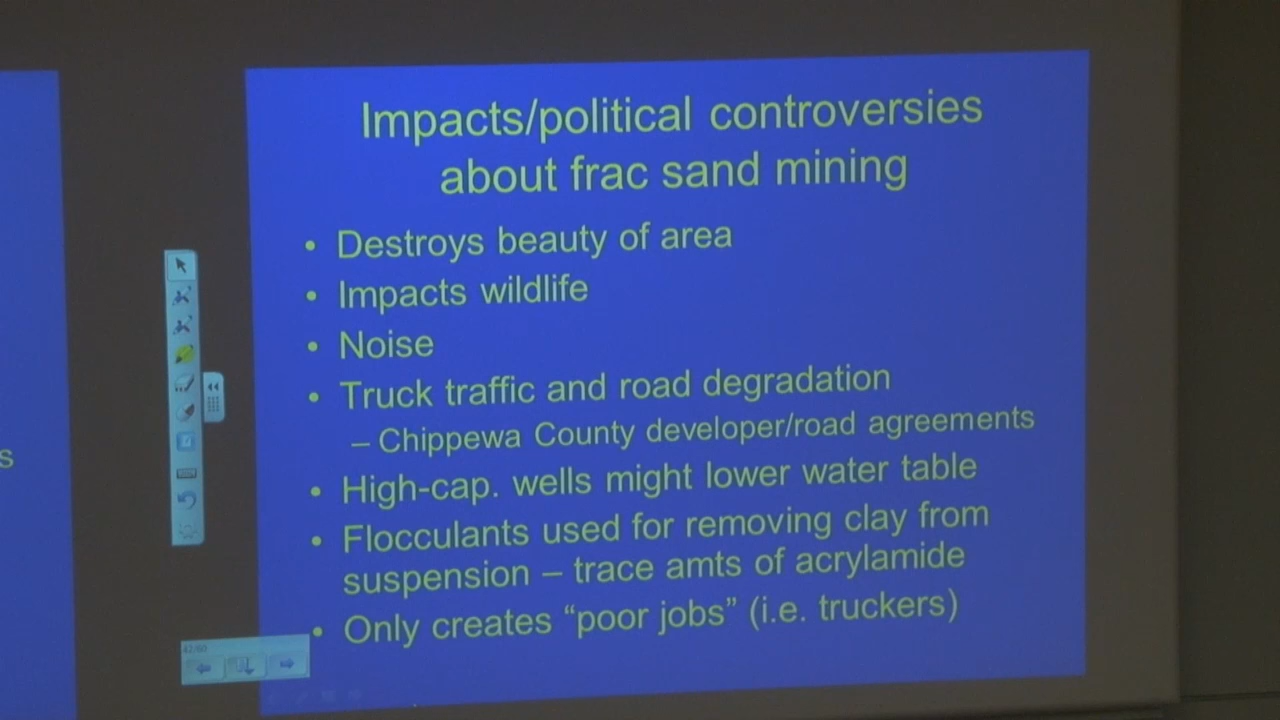 Impacts/political controversies
about frac sand mining
• Destroys beauty of area
• Impacts wildlife
• Noise
• Truck traffic and road degradation
– Chippewa County developer/road agreements
• High-cap. wells might lower water table
• Flocculants used for removing clay from
suspension – trace amts of acrylamide
• Only creates “poor jobs” (i.e. truckers)
s
42/60